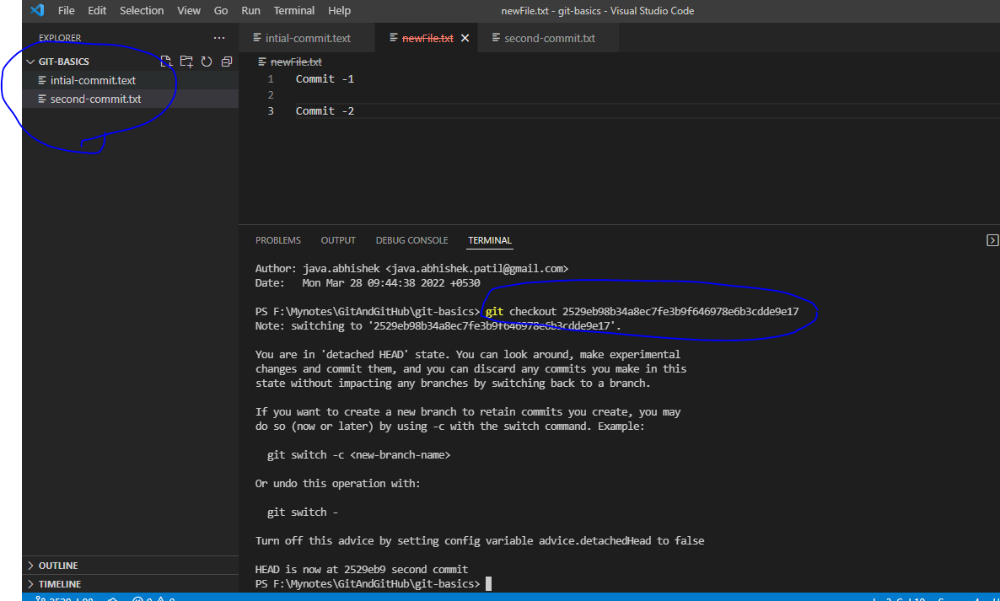 File Edit Selection View Go Run Terminal Help newFile.txt - git-basics - Visual Studio Code
EXPLORER
intial-commit.text newFile.txt second-commit.txt
GIT-BASICS
newFile.txt
intial-commit.text
second-commit.txt
1 Commit -1
2
3 Commit -2
PROBLEMS OUTPUT DEBUG CONSOLE TERMINAL
Author: java.abhishek <java.abhishek.patil@gmail.com>
Date: Mon Mar 28 09:44:38 2022 +0530
PS F:\Mynotes\GitAndGitHub\git-basics> git checkout 2529eb98b34a8ec7fe3b9f646978e6b3cdde9e17
Note: switching to '2529eb98b34a8ec7fe3b9f646978e6b3cdde9e17'.
You are in 'detached HEAD' state. You can look around, make experimental
changes and commit them, and you can discard any commits you make in this
state without impacting any branches by switching back to a branch.
If you want to create a new branch to retain commits you create, you may
do so (now or later) by using -c with the switch command. Example:
git switch -c <new-branch-name>
Or undo this operation with:
git switch -
Turn off this advice by setting config variable advice.detachedHead to false
HEAD is now at 2529eb9 second commit
PS F:\Mynotes\GitAndGitHub\git-basics>
OUTLINE
TIMELINE